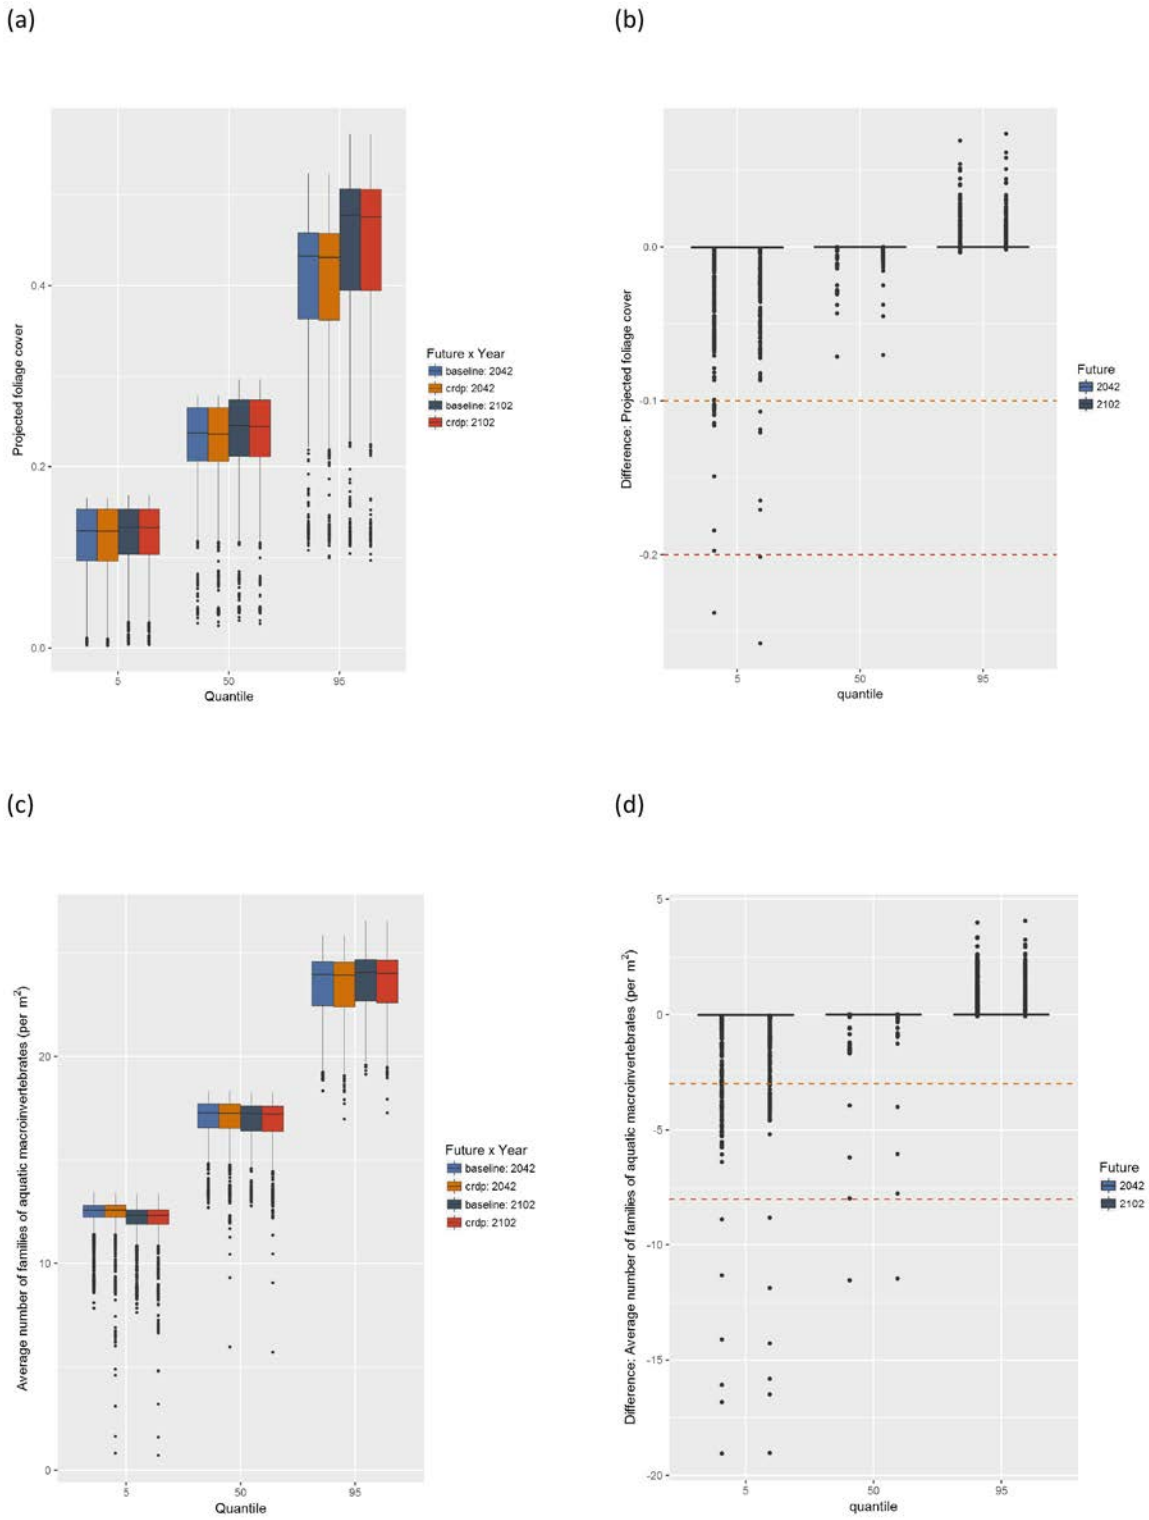 (a)
(b)
Projected foliage cover
0.4
0.2
0.0
5
50
95
Quantile
Future x Year
baseline: 2042
crdp: 2042
baseline: 2102
crdp: 2102
Difference: Projected foliage cover
0.0
-0.1
-0.2
5
50
95
quantile
Future
2042
2102
(c)
(d)
Average number of families of aquatic macroinvertebrates (per m²)
20
10
0
5
50
95
Quantile
Future x Year
baseline: 2042
crdp: 2042
baseline: 2102
crdp: 2102
Difference: Average number of families of aquatic macroinvertebrates (per m²)
5
0
-5
-10
-15
-20
5
50
95
quantile
Future
2042
2102